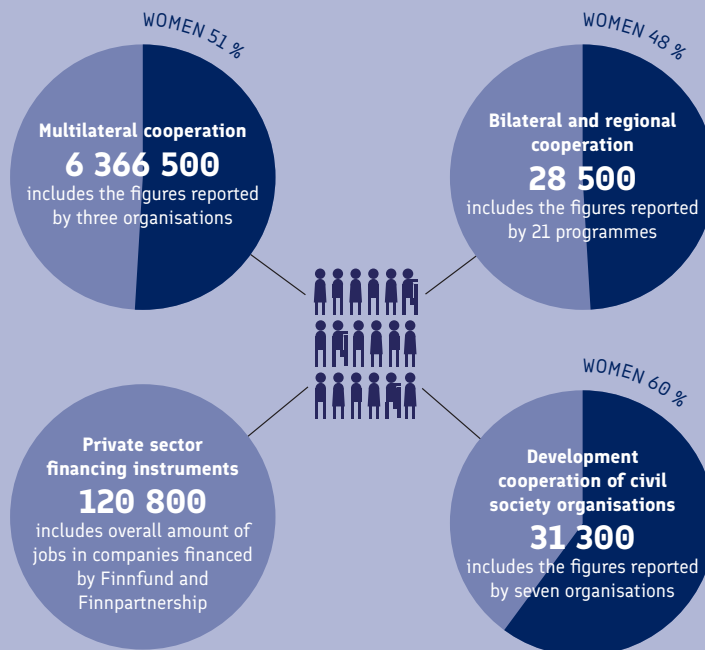 WOMEN 51 %
Multilateral cooperation
6 366 500
includes the figures reported
by three organisations
WOMEN 48 %
Bilateral and regional
cooperation
28 500
includes the figures reported
by 21 programmes
Private sector
financing instruments
120 800
includes overall amount of
jobs in companies financed
by Finnfund and
Finnpartnership
WOMEN 60 %
Development
cooperation of civil
society organisations
31 300
includes the figures reported
by seven organisations